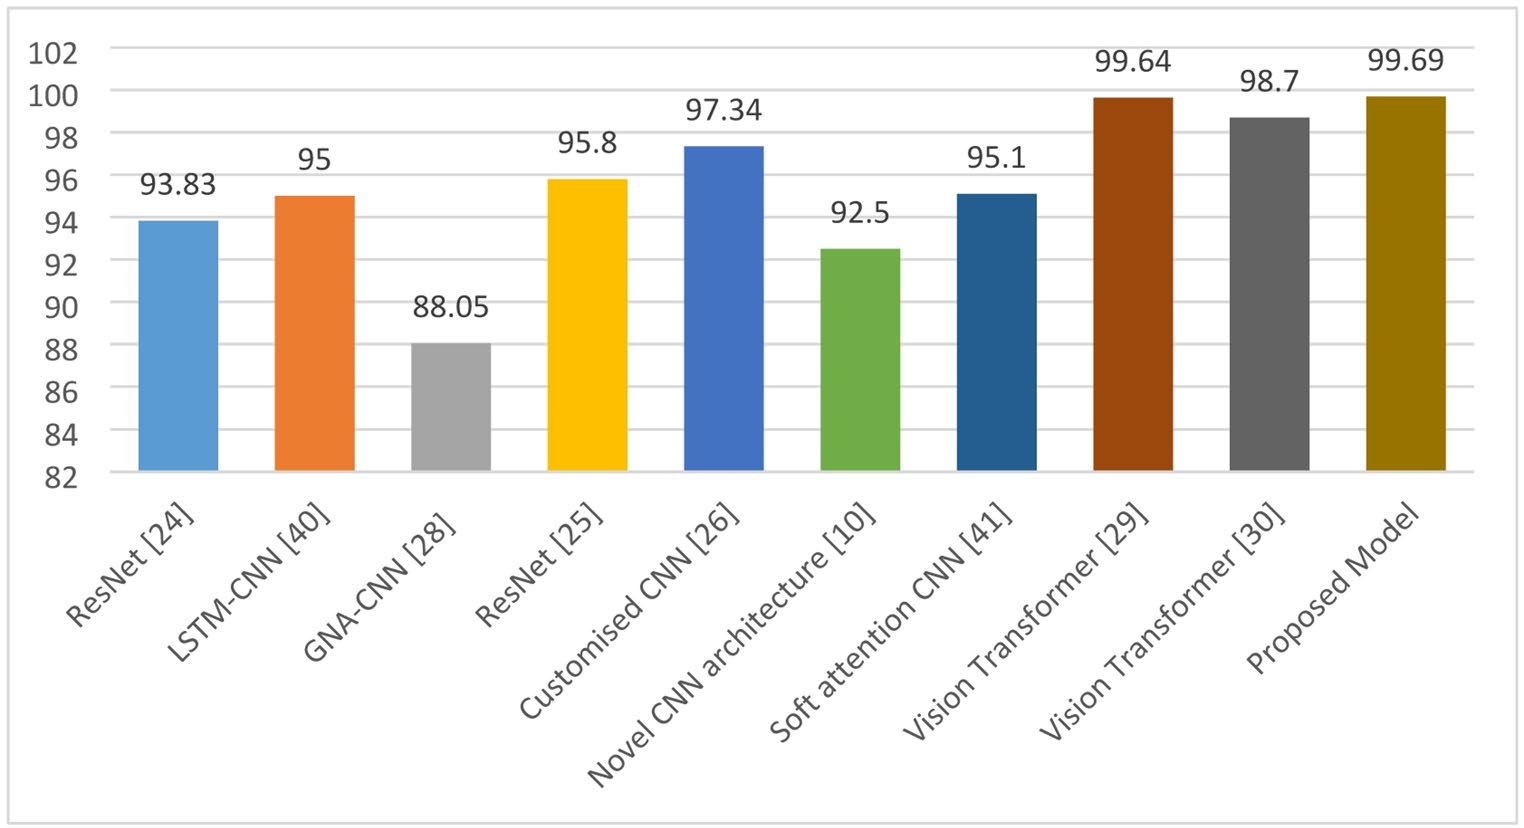 102
100
98
96
94
92
90
88
86
84
82
93.83
95
88.05
95.8
97.34
92.5
95.1
99.64
98.7
99.69
ResNet [24]
LSTM-CNN [40]
GNA-CNN [28]
ResNet [25]
Customised CNN [26]
Novel CNN architecture [10]
Soft attention CNN [41]
Vision Transformer [29]
Vision Transformer [30]
Proposed Model